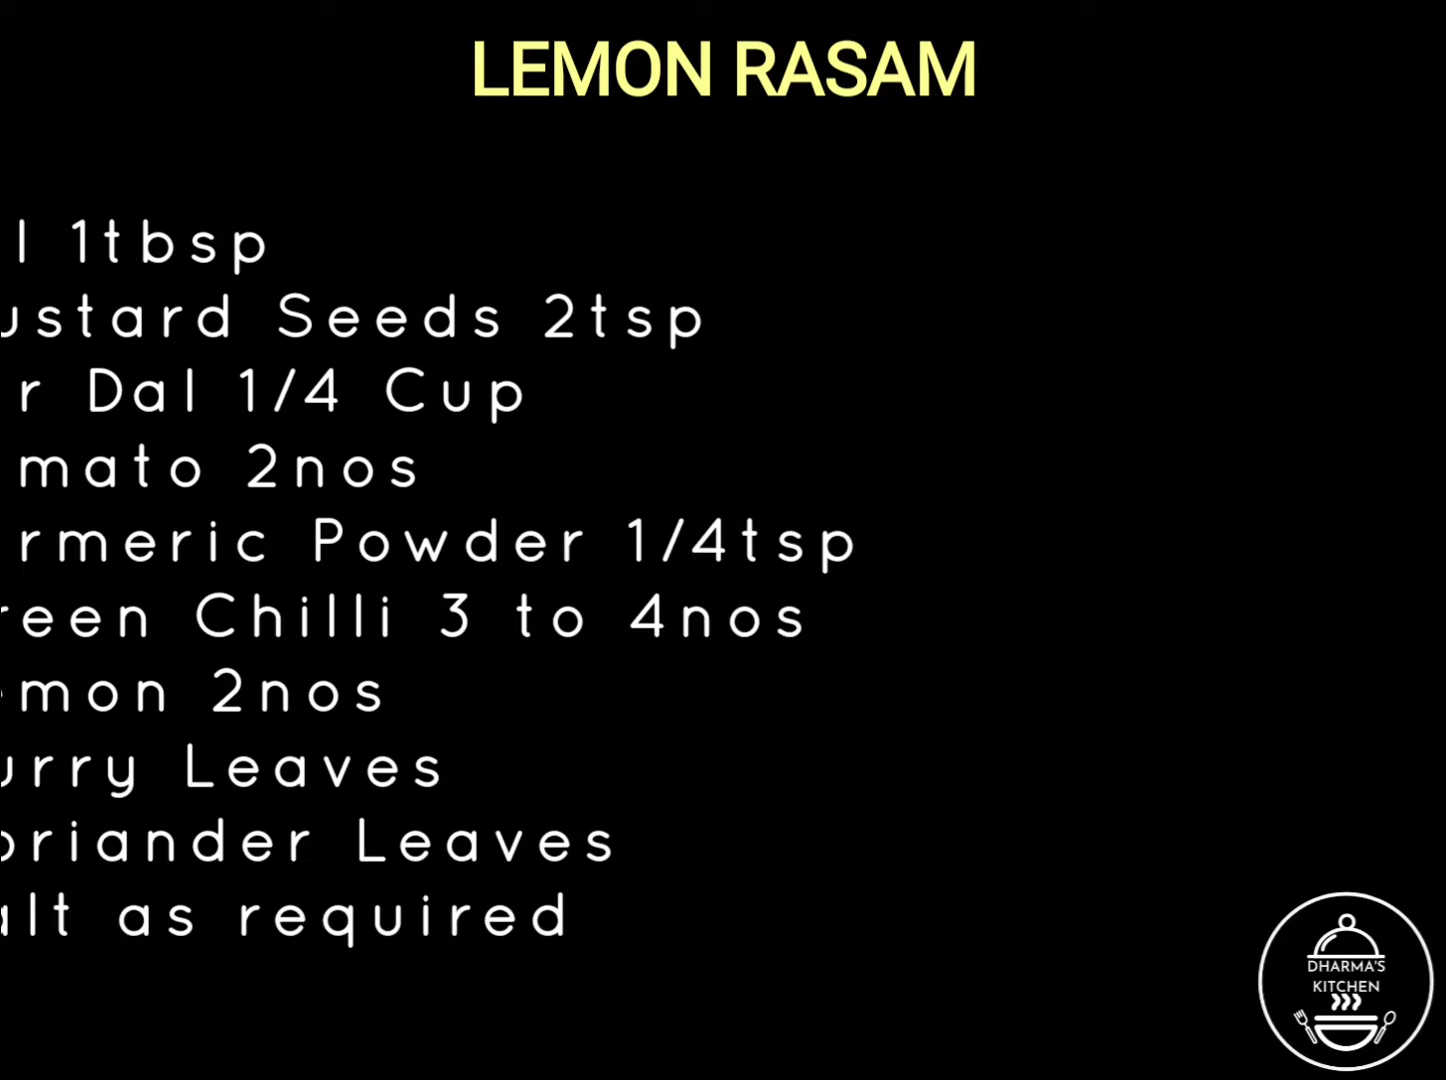 LEMON RASAM
l 1tbsp
ustard Seeds 2tsp
r Dal 1/4 Cup
mato 2nos
rmeric Powder 1/4tsp
reen Chilli 3 to 4nos
mon 2nos
urry Leaves
oriander Leaves
alt as required
DHARMA'S
KITCHEN